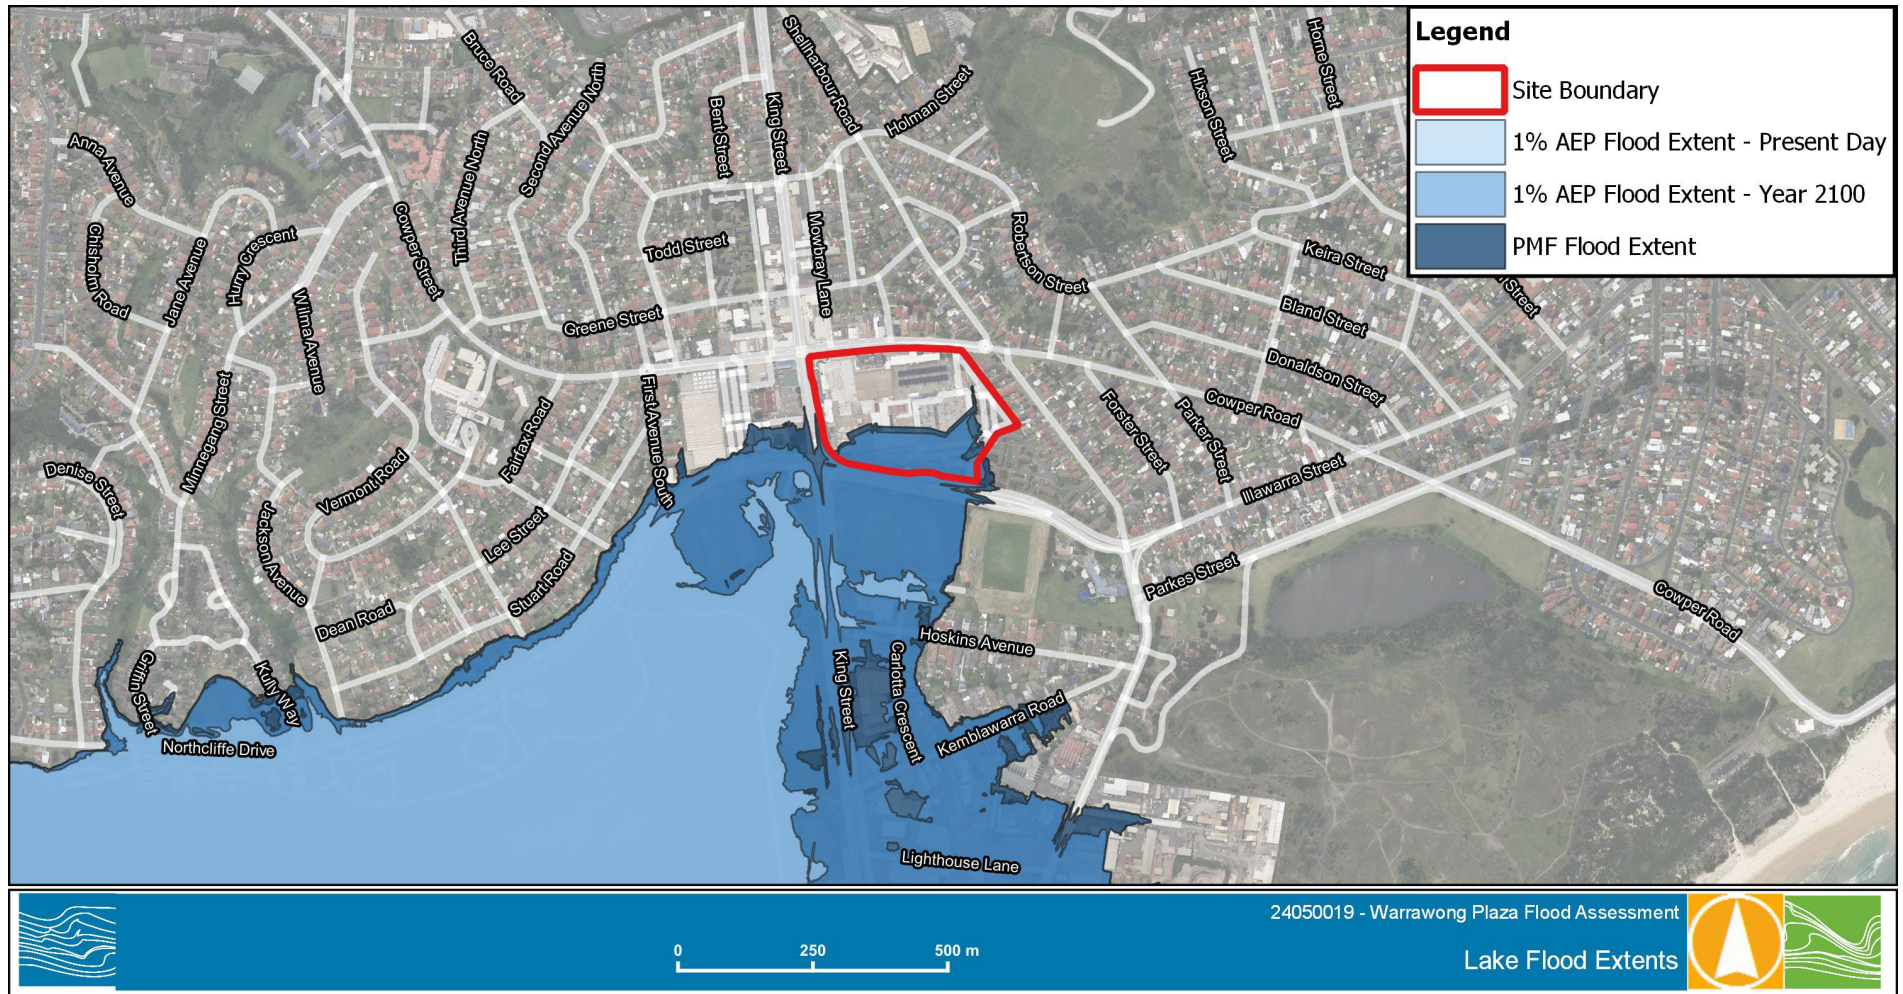 Legend
Site Boundary
1% AEP Flood Extent - Present Day
1% AEP Flood Extent - Year 2100
PMF Flood Extent
Bruce Road
Second Avenue North
Third Avenue North
Bent Street
King Street
Shellharbour Road
Holman Street
Hixson Street
Horne Street
Anna Avenue
Chisholm Road
Jane Avenue
Hurry Crescent
Wilma Avenue
Cowper Street
Todd Street
Mowbray Lane
Robertson Street
Keira Street
Street
Bland Street
Greene Street
Donaldson Street
Cowper Road
Minnegang Street
First Avenue South
Fairfax Road
Forster Street
Parker Street
Illawarra Street
Denise Street
Vermont Road
Jackson Avenue
Lee Street
Stuart Road
Dean Road
Parkes Street
Cowper Road
Hoskins Avenue
Griffin Street
Kully Way
King Street
Carlotta Crescent
Kemblawarra Road
Northcliffe Drive
Lighthouse Lane
24050019 - Warrawong Plaza Flood Assessment
Lake Flood Extents
0 250 500 m